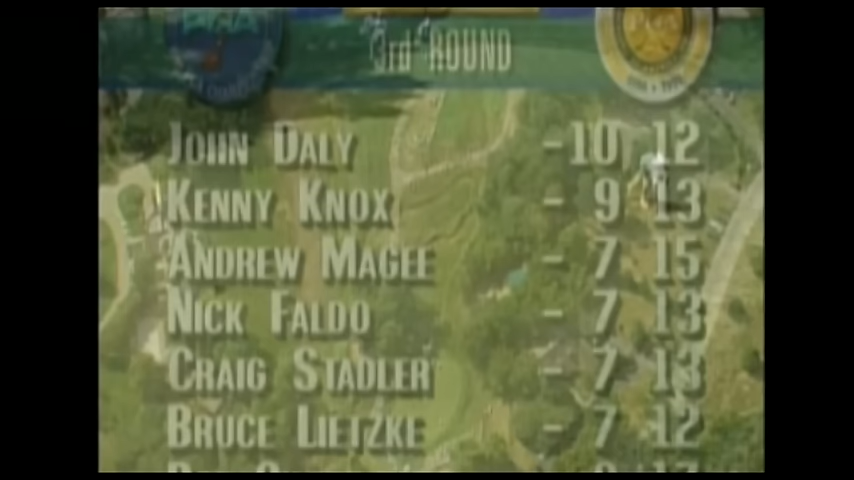 PGA
3rd ROUND
JOHN DALY -10 12
KENNY KNOX - 9 13
ANDREW MAGEE - 7 15
NICK FALDO - 7 13
CRAIG STADLER - 7 13
BRUCE LIETZKE - 7 12